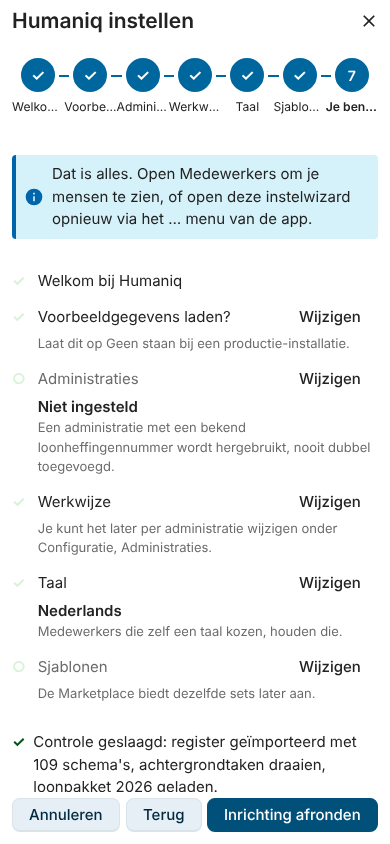 Humaniq instellen
7
Welko... Voorbe... Admini... Werkw... Taal Sjablo... Je ben...
Dat is alles. Open Medewerkers om je
mensen te zien, of open deze instelwizard
opnieuw via het ... menu van de app.
Welkom bij Humaniq
Voorbeeldgegevens laden? Wijzigen
Laat dit op Geen staan bij een productie-installatie.
Administraties Wijzigen
Niet ingesteld
Een administratie met een bekend
loonheffingennummer wordt hergebruikt, nooit dubbel
toegevoegd.
Werkwijze Wijzigen
Je kunt het later per administratie wijzigen onder
Configuratie, Administraties.
Taal Wijzigen
Nederlands
Medewerkers die zelf een taal kozen, houden die.
Sjablonen Wijzigen
De Marketplace biedt dezelfde sets later aan.
Controle geslaagd: register geïmporteerd met
109 schema's, achtergrondtaken draaien,
loonpakket 2026 geladen.
Annuleren Terug Inrichting afronden